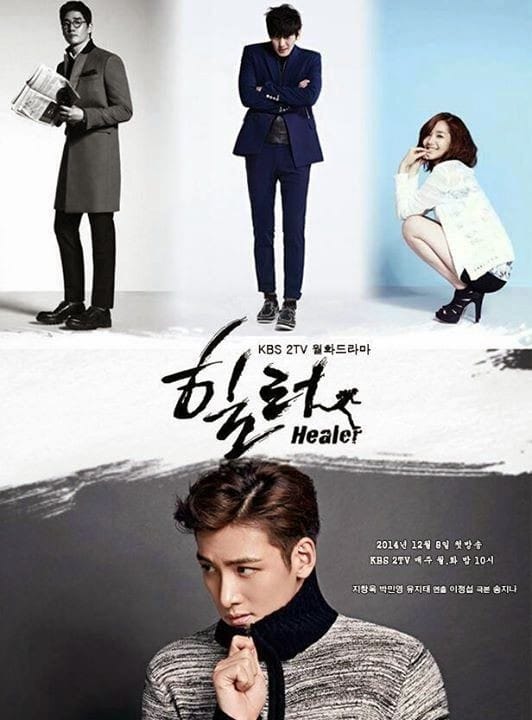 KBS 2TV 월화드라마
힐러
Healer
2014년 12월 8일 첫방송
KBS 2TV 매주 월,화 밤 10시
지창욱 박민영 유지태 연출 이정섭 극본 송지나